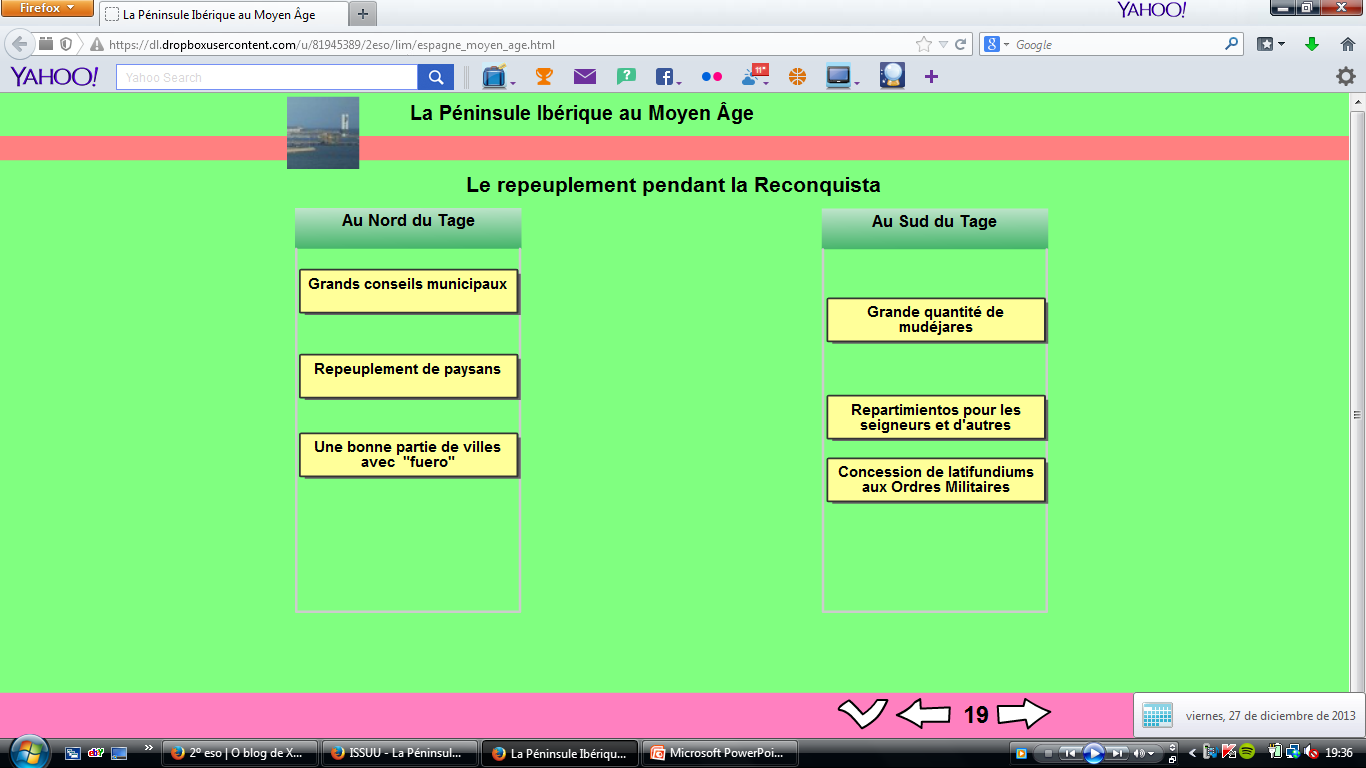 Firefox
La Péninsule Ibérique au Moyen Âge
YAHOO!
https://dl.dropboxusercontent.com/u/81945389/2eso/lim/espagne_moyen_age.html
Google
YAHOO!
Yahoo Search
11°
La Péninsule Ibérique au Moyen Âge
Le repeuplement pendant la Reconquista
Au Nord du Tage
Grands conseils municipaux
Repeuplement de paysans
Une bonne partie de villes
avec "fuero"
Au Sud du Tage
Grande quantité de
mudéjares
Repartimientos pour les
seigneurs et d'autres
Concession de latifundiums
aux Ordres Militaires
19
viernes, 27 de diciembre de 2013
2º eso | O blog de X...
ISSUU - La Péninsul...
La Péninsule Ibériqu...
Microsoft PowerPoi...
19:36